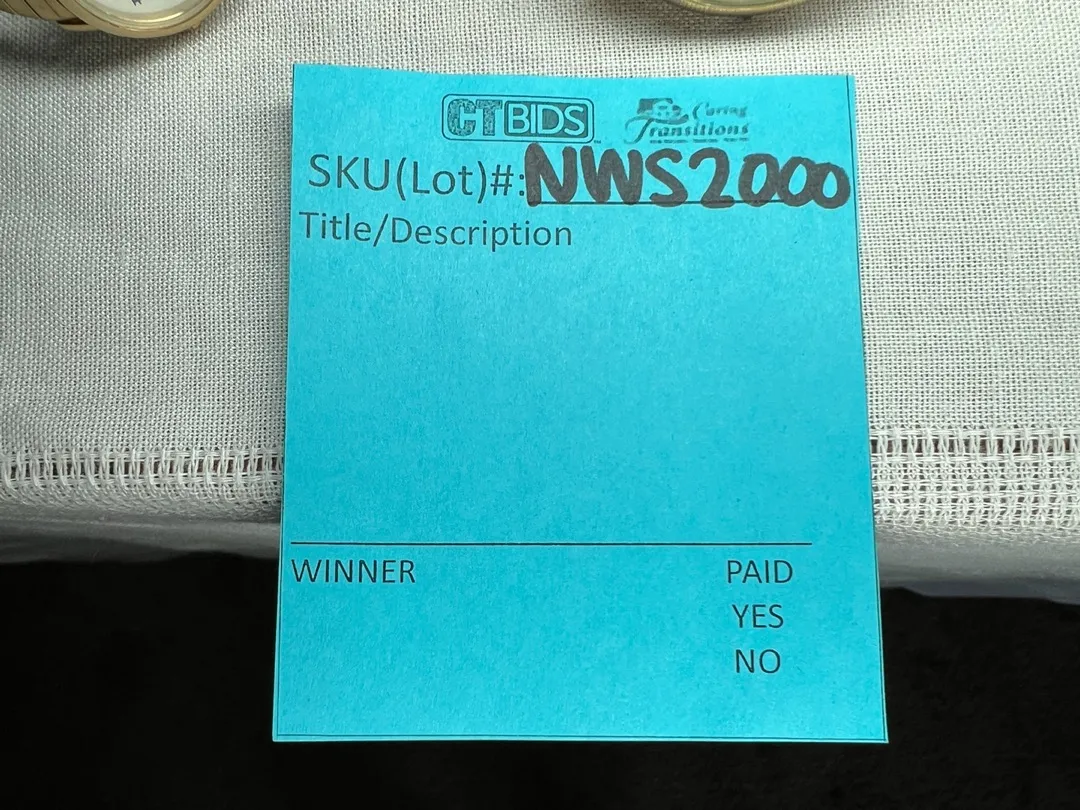 CTBIDS
Caring
Transitions
SKU(Lot)#:NWS2000
Title/Description
WINNER PAID
YES
NO